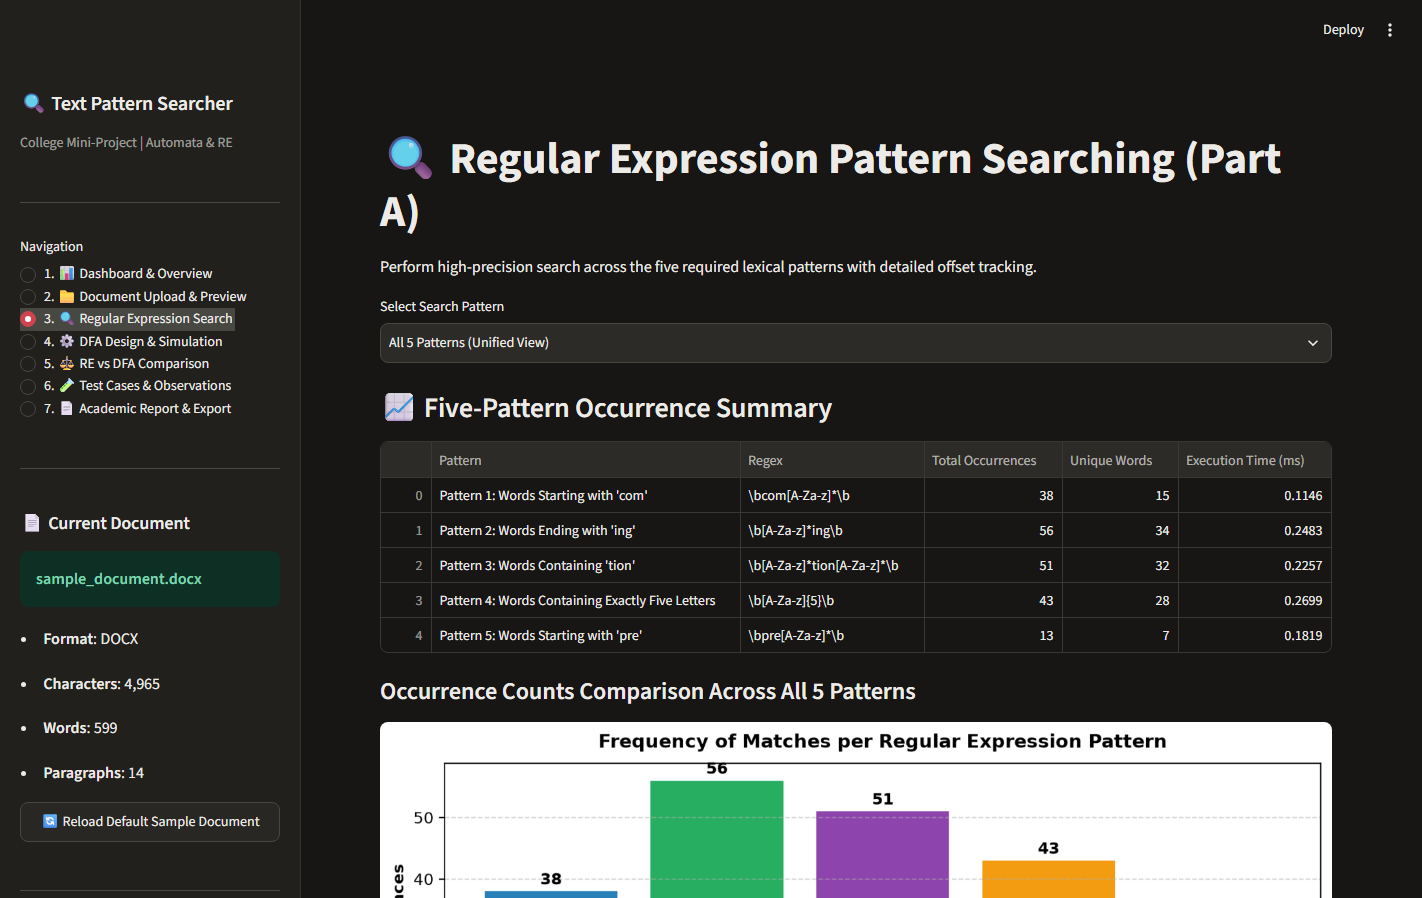 Deploy
Text Pattern Searcher
College Mini-Project | Automata & RE
Navigation
1. 📊 Dashboard & Overview
2. 📁 Document Upload & Preview
3. 🔍 Regular Expression Search
4. ⚙️ DFA Design & Simulation
5. ⚖️ RE vs DFA Comparison
6. 🧪 Test Cases & Observations
7. 📄 Academic Report & Export
Current Document
sample_document.docx
Format: DOCX
Characters: 4,965
Words: 599
Paragraphs: 14
Reload Default Sample Document
Regular Expression Pattern Searching (Part
A)
Perform high-precision search across the five required lexical patterns with detailed offset tracking.
Select Search Pattern
All 5 Patterns (Unified View)
Five-Pattern Occurrence Summary
Pattern Regex Total Occurrences Unique Words Execution Time (ms)
0 Pattern 1: Words Starting with 'com' \bcom[A-Za-z]*\b 38 15 0.1146
1 Pattern 2: Words Ending with 'ing' \b[A-Za-z]*ing\b 56 34 0.2483
2 Pattern 3: Words Containing 'tion' \b[A-Za-z]*tion[A-Za-z]*\b 51 32 0.2257
3 Pattern 4: Words Containing Exactly Five Letters \b[A-Za-z]{5}\b 43 28 0.2699
4 Pattern 5: Words Starting with 'pre' \bpre[A-Za-z]*\b 13 7 0.1819
Occurrence Counts Comparison Across All 5 Patterns
Frequency of Matches per Regular Expression Pattern
56
51
50
43
40
38